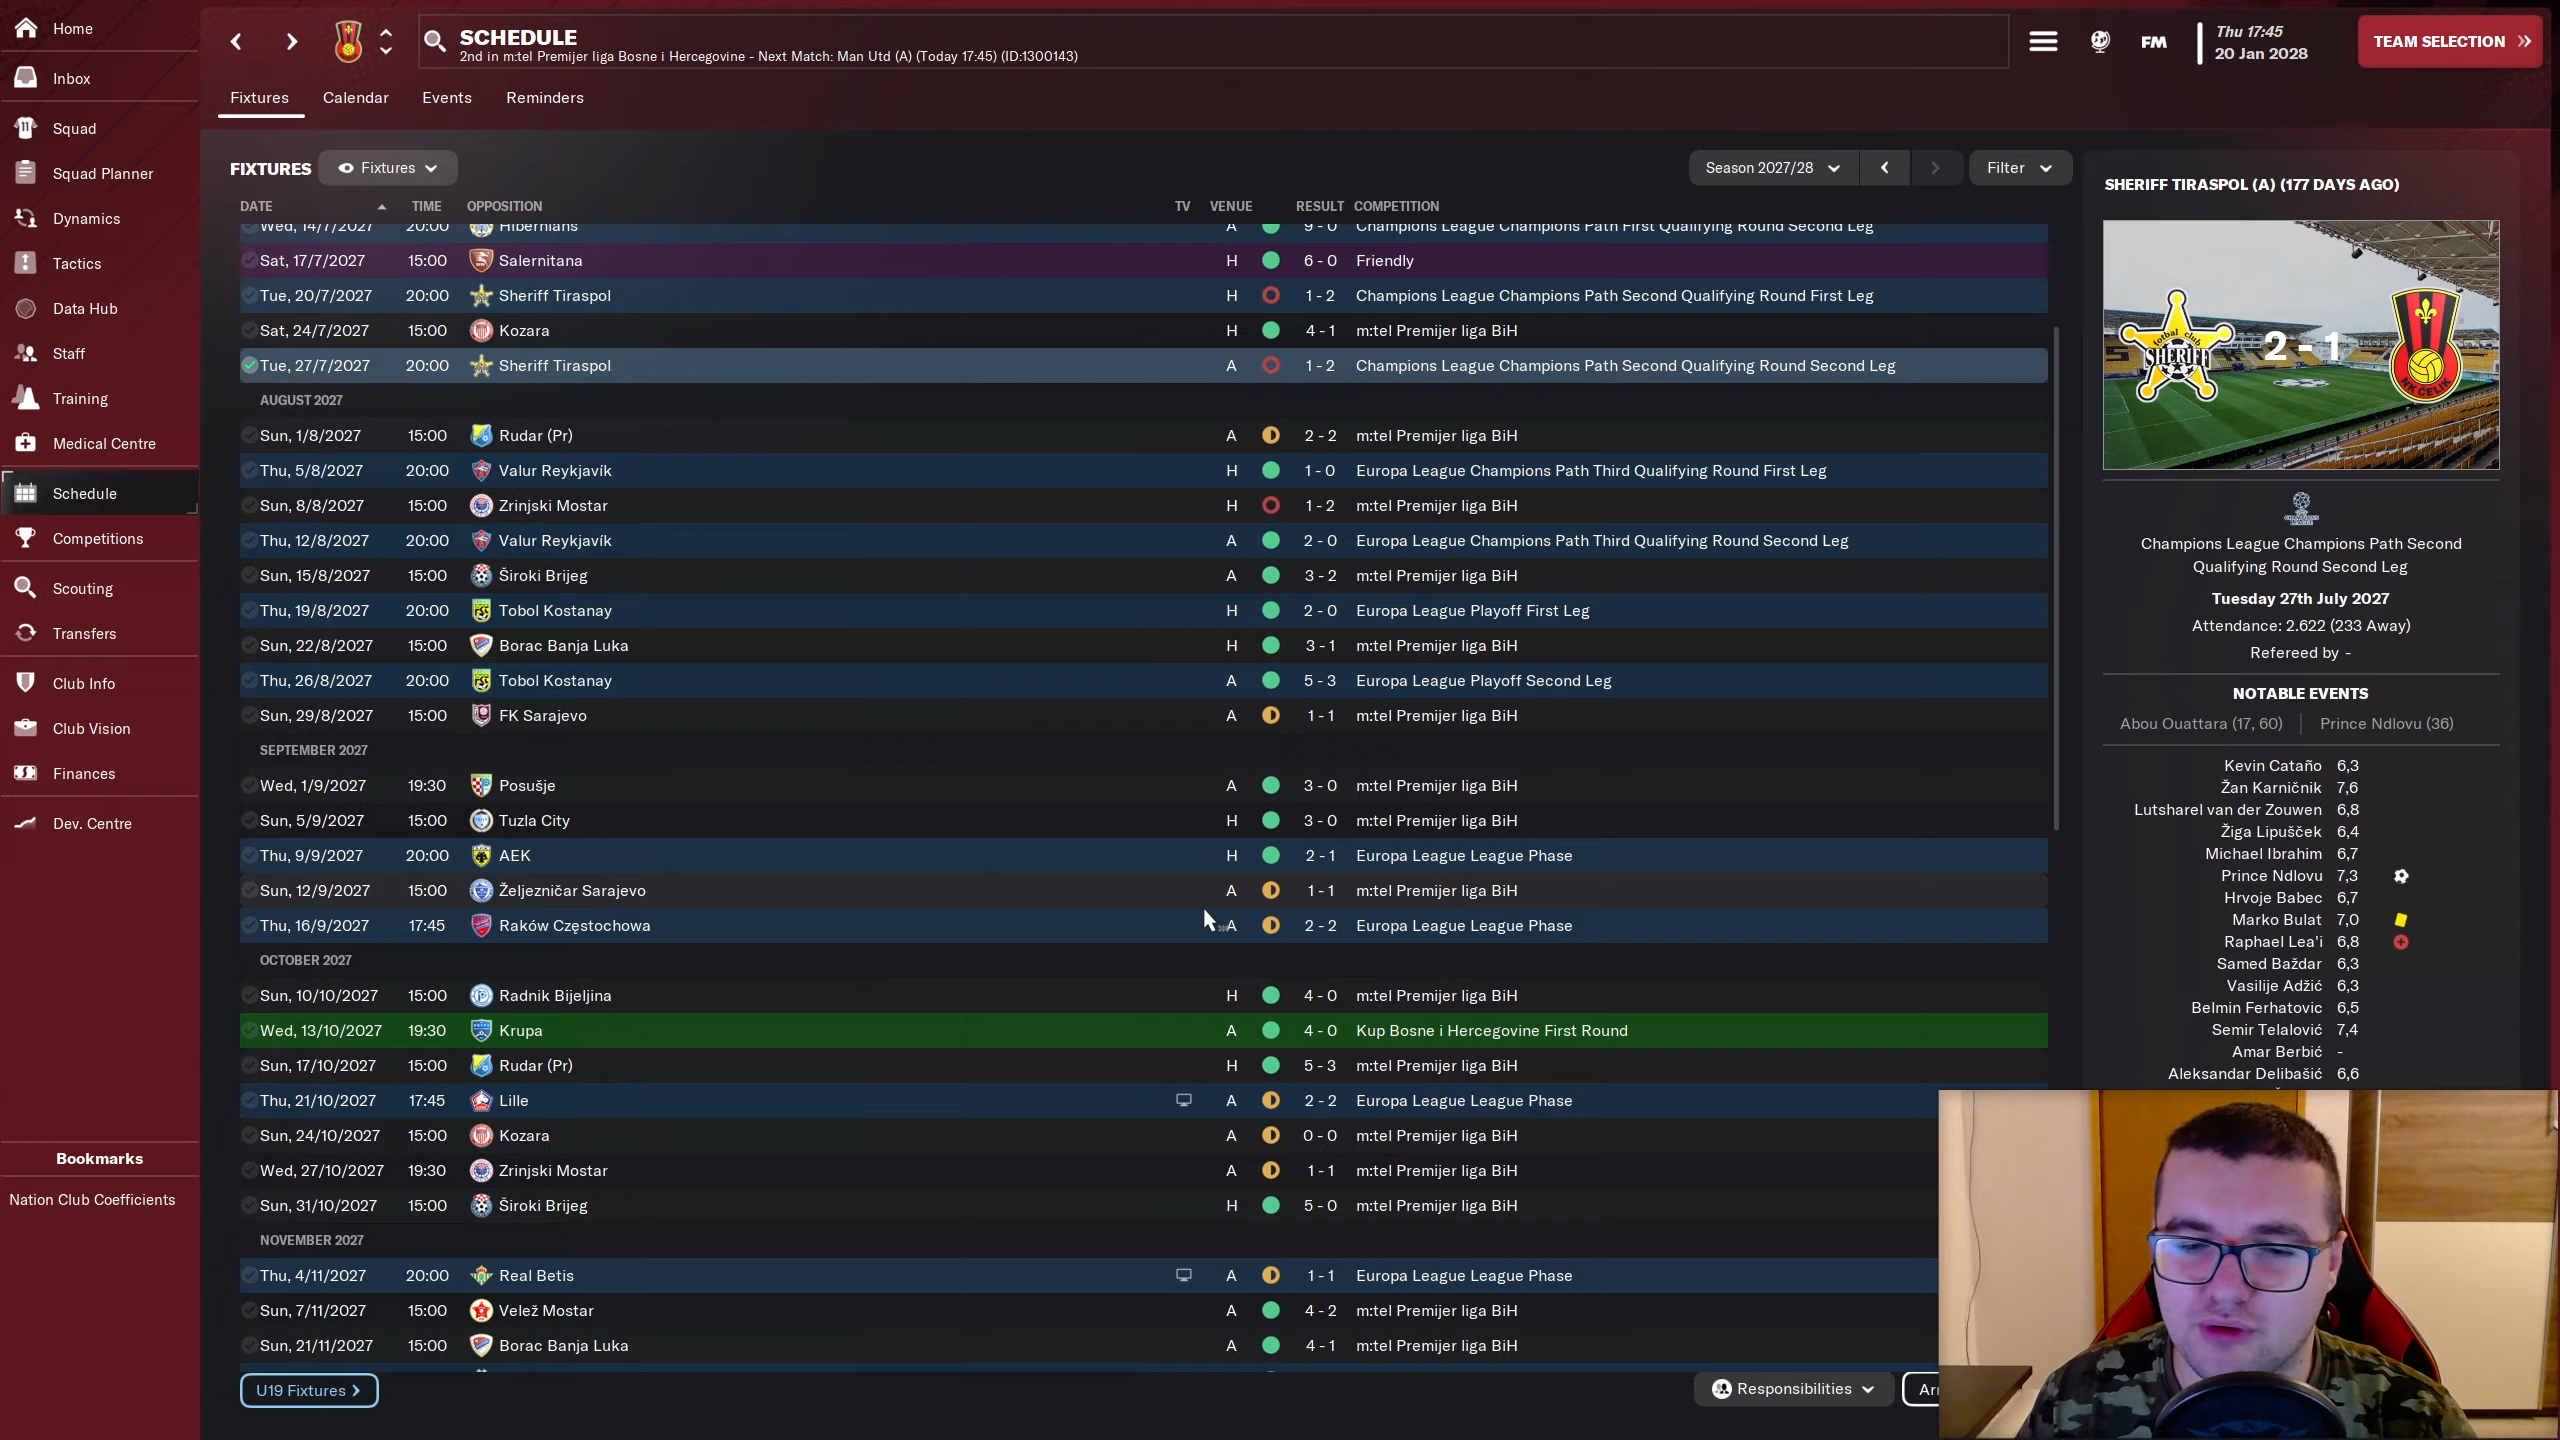 Home
Inbox
Squad
Squad Planner
Dynamics
Tactics
Data Hub
Staff
Training
Medical Centre
Schedule
Competitions
Scouting
Transfers
Club Info
Club Vision
Finances
Dev. Centre
Bookmarks
Nation Club Coefficients
SCHEDULE
2nd in m:tel Premijer liga Bosne i Hercegovine - Next Match: Man Utd (A) (Today 17:45) (ID:1300143)
FM
Thu 17:45
20 Jan 2028
TEAM SELECTION
Fixtures Calendar Events Reminders
FIXTURES Fixtures Season 2027/28 Filter
DATE TIME OPPOSITION TV VENUE RESULT COMPETITION
Wed, 14/7/2027 20:00 Hibernians A 9 - 0 Champions League Champions Path First Qualifying Round Second Leg
Sat, 17/7/2027 15:00 Salernitana H 6 - 0 Friendly
Tue, 20/7/2027 20:00 Sheriff Tiraspol H 1 - 2 Champions League Champions Path Second Qualifying Round First Leg
Sat, 24/7/2027 15:00 Kozara H 4 - 1 m:tel Premijer liga BiH
Tue, 27/7/2027 20:00 Sheriff Tiraspol A 1 - 2 Champions League Champions Path Second Qualifying Round Second Leg
AUGUST 2027
Sun, 1/8/2027 15:00 Rudar (Pr) A 2 - 2 m:tel Premijer liga BiH
Thu, 5/8/2027 20:00 Valur Reykjavík H 1 - 0 Europa League Champions Path Third Qualifying Round First Leg
Sun, 8/8/2027 15:00 Zrinjski Mostar H 1 - 2 m:tel Premijer liga BiH
Thu, 12/8/2027 20:00 Valur Reykjavík A 2 - 0 Europa League Champions Path Third Qualifying Round Second Leg
Sun, 15/8/2027 15:00 Široki Brijeg A 3 - 2 m:tel Premijer liga BiH
Thu, 19/8/2027 20:00 Tobol Kostanay H 2 - 0 Europa League Playoff First Leg
Sun, 22/8/2027 15:00 Borac Banja Luka H 3 - 1 m:tel Premijer liga BiH
Thu, 26/8/2027 20:00 Tobol Kostanay A 5 - 3 Europa League Playoff Second Leg
Sun, 29/8/2027 15:00 FK Sarajevo A 1 - 1 m:tel Premijer liga BiH
SEPTEMBER 2027
Wed, 1/9/2027 19:30 Posušje A 3 - 0 m:tel Premijer liga BiH
Sun, 5/9/2027 15:00 Tuzla City H 3 - 0 m:tel Premijer liga BiH
Thu, 9/9/2027 20:00 AEK H 2 - 1 Europa League League Phase
Sun, 12/9/2027 15:00 Željezničar Sarajevo A 1 - 1 m:tel Premijer liga BiH
Thu, 16/9/2027 17:45 Raków Częstochowa A 2 - 2 Europa League League Phase
OCTOBER 2027
Sun, 10/10/2027 15:00 Radnik Bijeljina H 4 - 0 m:tel Premijer liga BiH
Wed, 13/10/2027 19:30 Krupa A 4 - 0 Kup Bosne i Hercegovine First Round
Sun, 17/10/2027 15:00 Rudar (Pr) H 5 - 3 m:tel Premijer liga BiH
Thu, 21/10/2027 17:45 Lille A 2 - 2 Europa League League Phase
Sun, 24/10/2027 15:00 Kozara A 0 - 0 m:tel Premijer liga BiH
Wed, 27/10/2027 19:30 Zrinjski Mostar A 1 - 1 m:tel Premijer liga BiH
Sun, 31/10/2027 15:00 Široki Brijeg H 5 - 0 m:tel Premijer liga BiH
NOVEMBER 2027
Thu, 4/11/2027 20:00 Real Betis A 1 - 1 Europa League League Phase
Sun, 7/11/2027 15:00 Velež Mostar A 4 - 2 m:tel Premijer liga BiH
Sun, 21/11/2027 15:00 Borac Banja Luka A 4 - 1 m:tel Premijer liga BiH
U19 Fixtures Responsibilities
SHERIFF TIRASPOL (A) (177 DAYS AGO)
SHERIFF 2 - 1 NK ČELIK
Champions League Champions Path Second
Qualifying Round Second Leg
Tuesday 27th July 2027
Attendance: 2.622 (233 Away)
Refereed by -
NOTABLE EVENTS
Abou Ouattara (17, 60) Prince Ndlovu (36)
Kevin Cataño 6,3
Žan Karničnik 7,6
Lutsharel van der Zouwen 6,8
Žiga Lipušček 6,4
Michael Ibrahim 6,7
Prince Ndlovu 7,3
Hrvoje Babec 6,7
Marko Bulat 7,0
Raphael Lea'i 6,8
Samed Baždar 6,3
Vasilije Adžić 6,3
Belmin Ferhatovic 6,5
Semir Telalović 7,4
Amar Berbić -
Aleksandar Delibašić 6,6